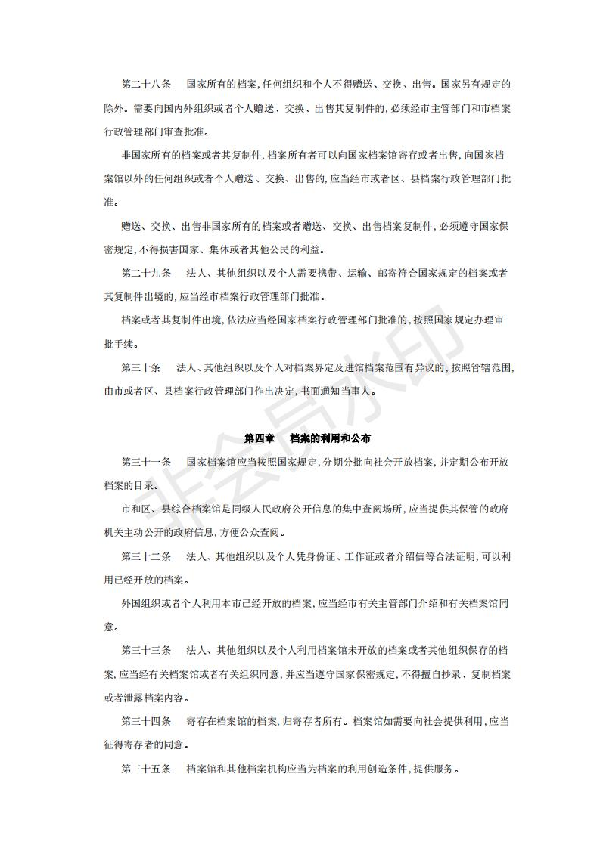 第二十八条 国家所有的档案,任何组织和个人不得赠送、交换、出售。国家另有规定的
除外。需要向国内外组织或者个人赠送、交换、出售其复制件的,必须经市主管部门和市档案
行政管理部门审查批准。
非国家所有的档案或者其复制件,档案所有者可以向国家档案馆寄存或者出售,向国家档
案馆以外的任何组织或者个人赠送、交换、出售的,应当经市或者区、县档案行政管理部门批
准。
赠送、交换、出售非国家所有的档案或者赠送、交换、出售档案复制件,必须遵守国家保
密规定,不得损害国家、集体或者其他公民的利益。
第二十九条 法人、其他组织以及个人需要携带、运输、邮寄符合国家规定的档案或者
其复制件出境的,应当经市档案行政管理部门批准。
档案或者其复制件出境,依法应当经国家档案行政管理部门批准的,按照国家规定办理审
批手续。
第三十条 法人、其他组织以及个人对档案界定及进馆档案范围有异议的,按照管辖范围,
由市或者区、县档案行政管理部门作出决定,书面通知当事人。
第四章 档案的利用和公布
第三十一条 国家档案馆应当按照国家规定,分期分批向社会开放档案,并定期公布开放
档案的目录。
市和区、县综合档案馆是同级人民政府公开信息的集中查阅场所,应当提供其保管的政府
机关主动公开的政府信息,方便公众查阅。
第三十二条 法人、其他组织以及个人凭身份证、工作证或者介绍信等合法证明,可以利
用已经开放的档案。
外国组织或者个人利用本市已经开放的档案,应当经市有关主管部门介绍和有关档案馆同
意。
第三十三条 法人、其他组织以及个人利用档案馆未开放的档案或者其他组织保存的档
案,应当经有关档案馆或者有关组织同意,并应当遵守国家保密规定,不得擅自抄录、复制档案
或者泄露档案内容。
第三十四条 寄存在档案馆的档案,归寄存者所有。档案馆如需要向社会提供利用,应当
征得寄存者的同意。
第三十五条 档案馆和其他档案机构应当为档案的利用创造条件,提供服务。
非会员水印